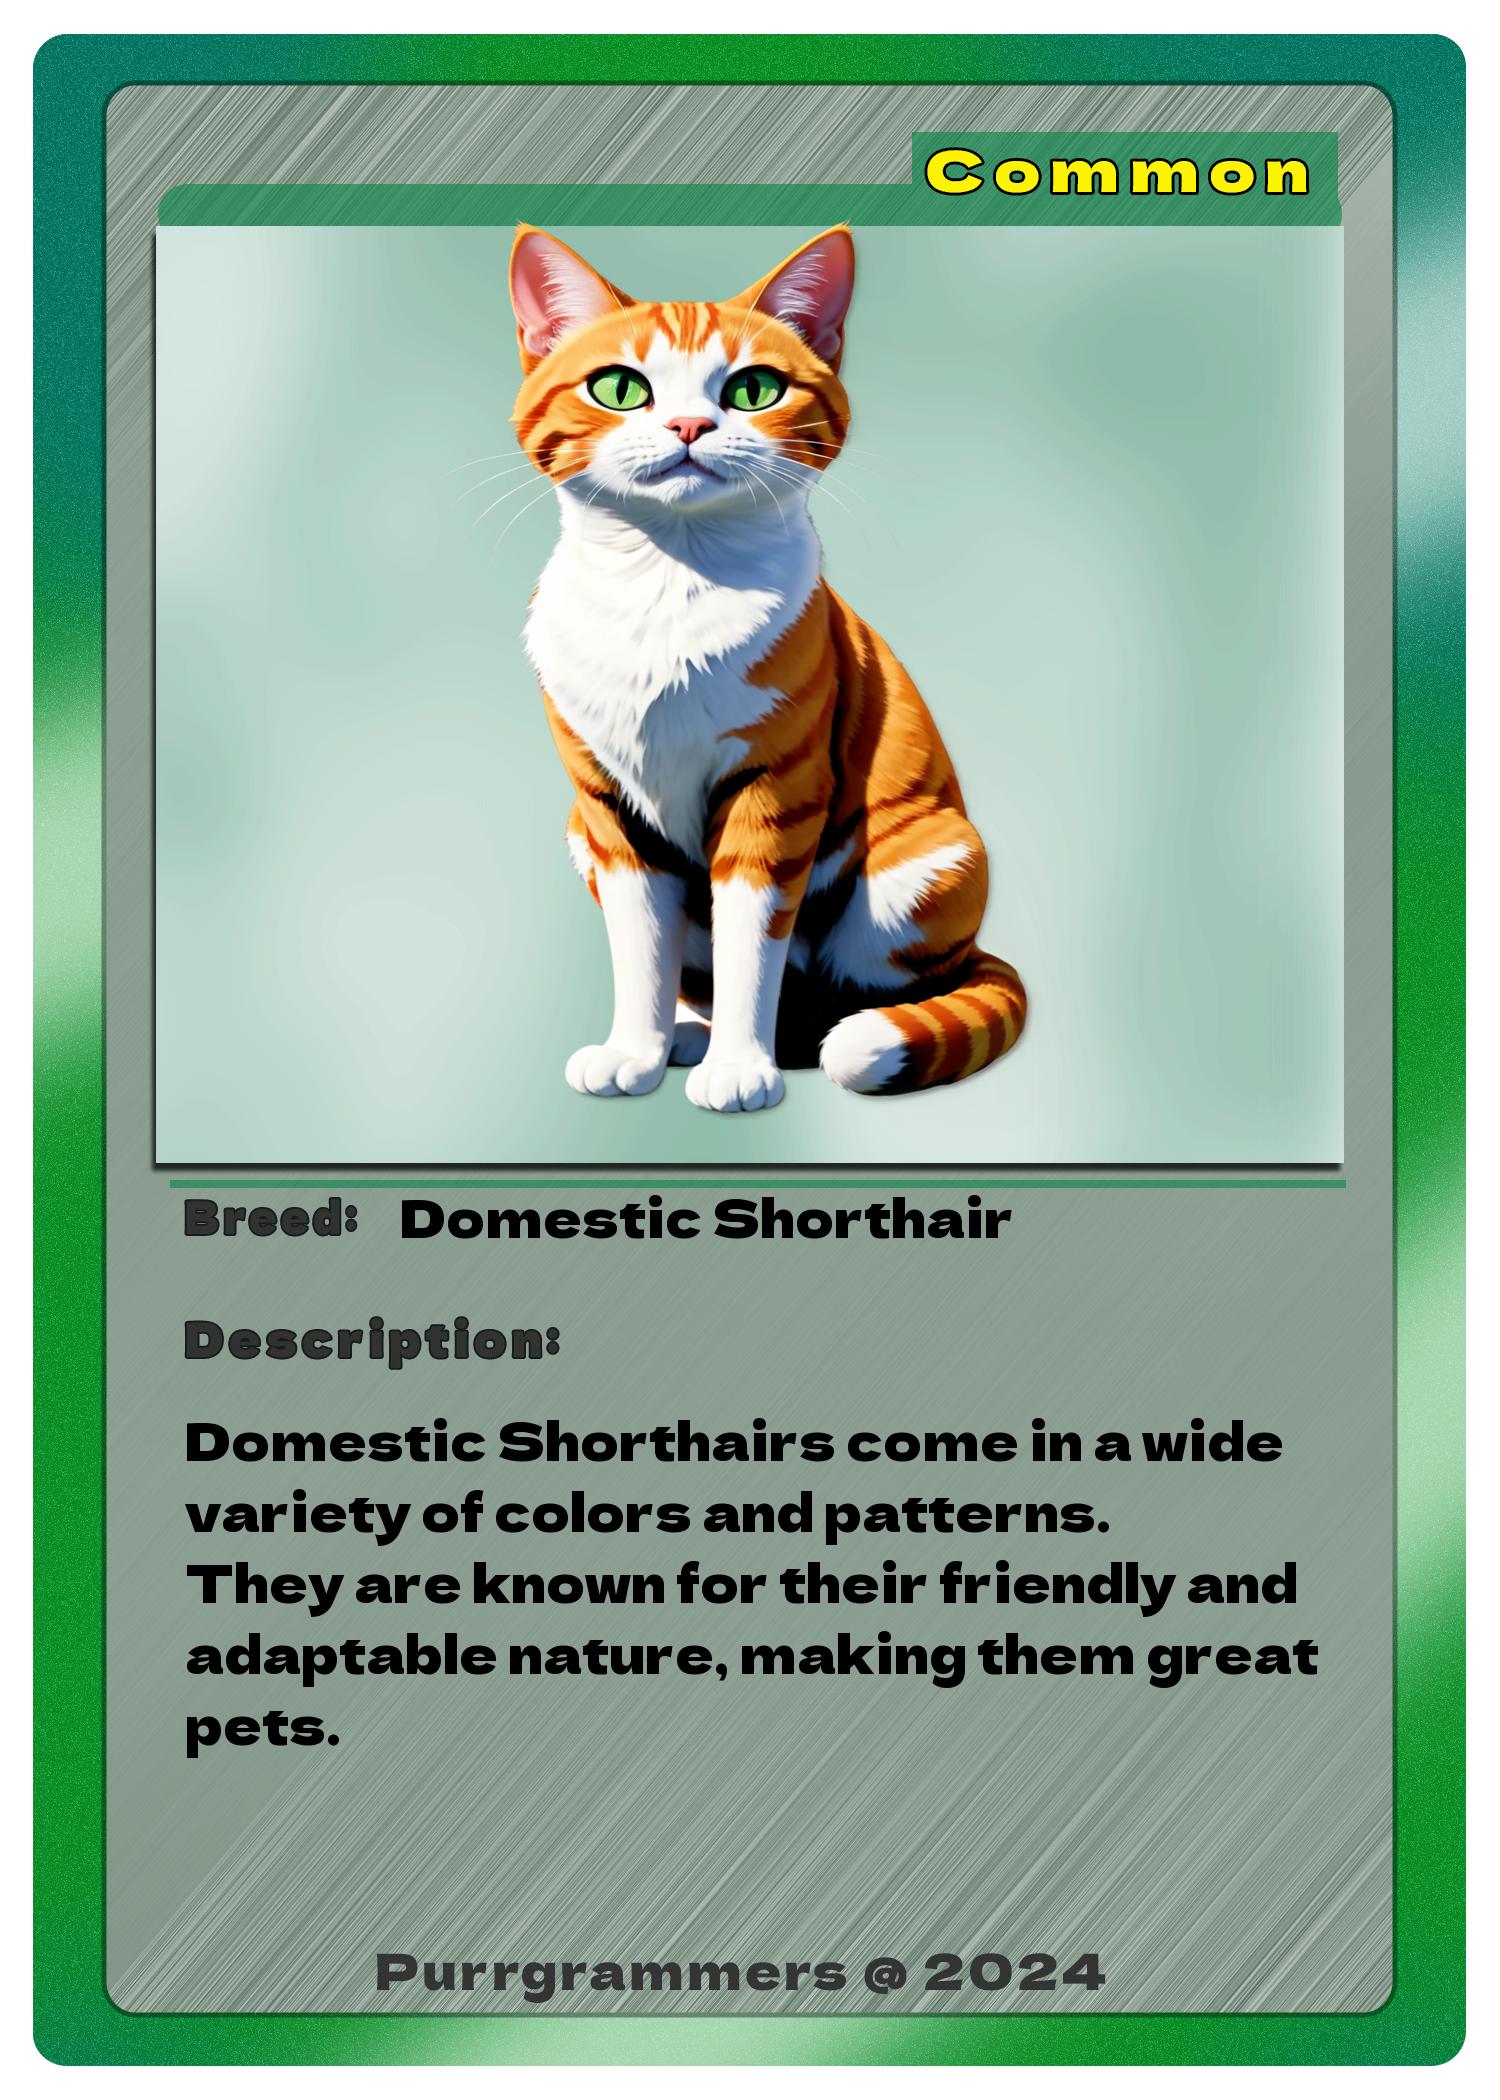 Common
Breed: Domestic Shorthair
Description:
Domestic Shorthairs come in a wide
variety of colors and patterns.
They are known for their friendly and
adaptable nature, making them great
pets.
Purrgrammers @ 2024